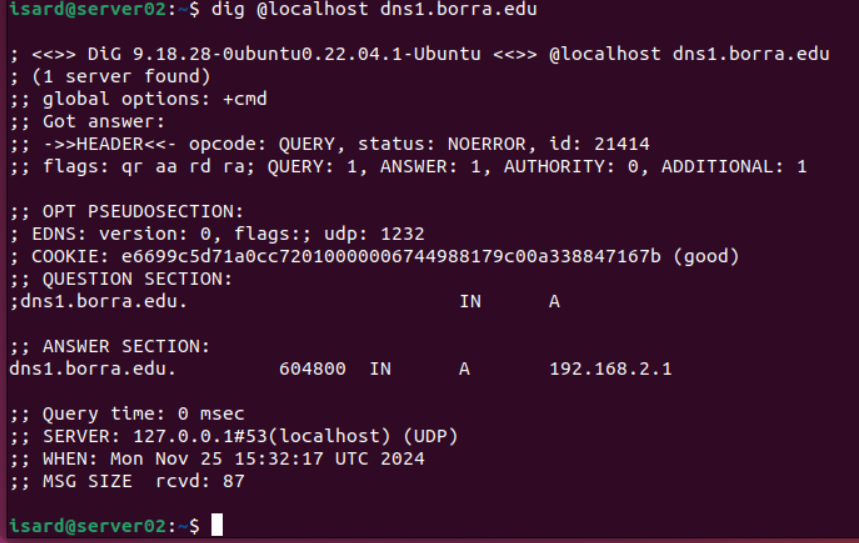 isard@server02:~$ dig @localhost dns1.borra.edu
; <<>> DiG 9.18.28-0ubuntu0.22.04.1-Ubuntu <<>> @localhost dns1.borra.edu
; (1 server found)
;; global options: +cmd
;; Got answer:
;; ->>HEADER<<- opcode: QUERY, status: NOERROR, id: 21414
;; flags: qr aa rd ra; QUERY: 1, ANSWER: 1, AUTHORITY: 0, ADDITIONAL: 1
;; OPT PSEUDOSECTION:
; EDNS: version: 0, flags:; udp: 1232
; COOKIE: e6699c5d71a0cc72010000006744988179c00a338847167b (good)
;; QUESTION SECTION:
;dns1.borra.edu. IN A
;; ANSWER SECTION:
dns1.borra.edu. 604800 IN A 192.168.2.1
;; Query time: 0 msec
;; SERVER: 127.0.0.1#53(localhost) (UDP)
;; WHEN: Mon Nov 25 15:32:17 UTC 2024
;; MSG SIZE rcvd: 87
isard@server02:~$